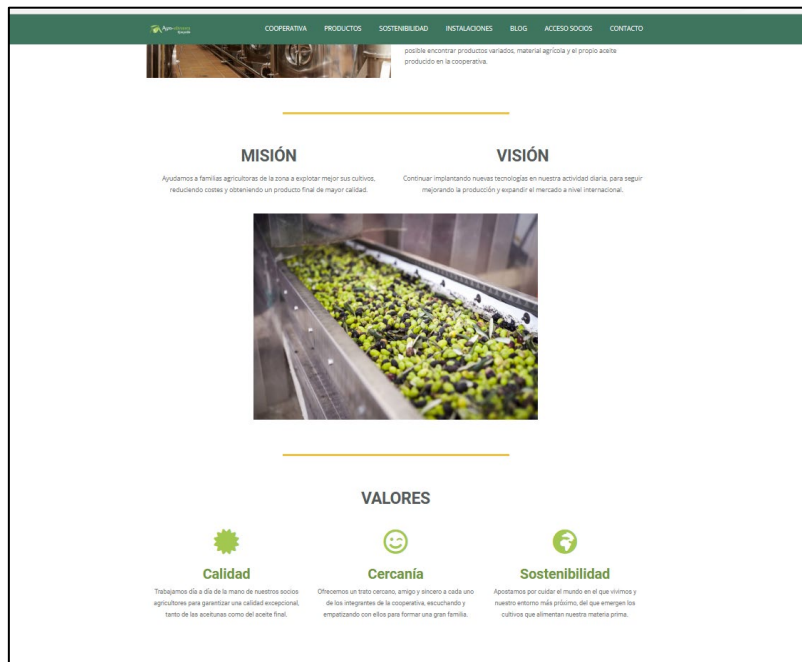 COOPERATIVA PRODUCTOS SOSTENIBILIDAD INSTALACIONES BLOG ACCESO SOCIOS CONTACTO
posible encontrar productos variados, material agrícola y el propio aceite
producido en la cooperativa.
MISIÓN
Ayudamos a familias agricultoras de la zona a explotar mejor sus cultivos,
reduciendo costes y obteniendo un producto final de mayor calidad.
VISIÓN
Continuar implantando nuevas tecnologías en nuestra actividad diaria, para seguir
mejorando la producción y expandir el mercado a nivel internacional.
VALORES
Calidad
Trabajamos día a día de la mano de nuestros socios
agricultores para garantizar una calidad excepcional,
tanto de las aceitunas como del aceite final.
Cercanía
Ofrecemos un trato cercano, amigo y sincero a cada uno
de los integrantes de la cooperativa, escuchando y
empatizando con ellos para formar una gran familia.
Sostenibilidad
Apostamos por cuidar el mundo en el que vivimos y
nuestro entorno más próximo, del que emergen los
cultivos que alimentan nuestra materia prima.